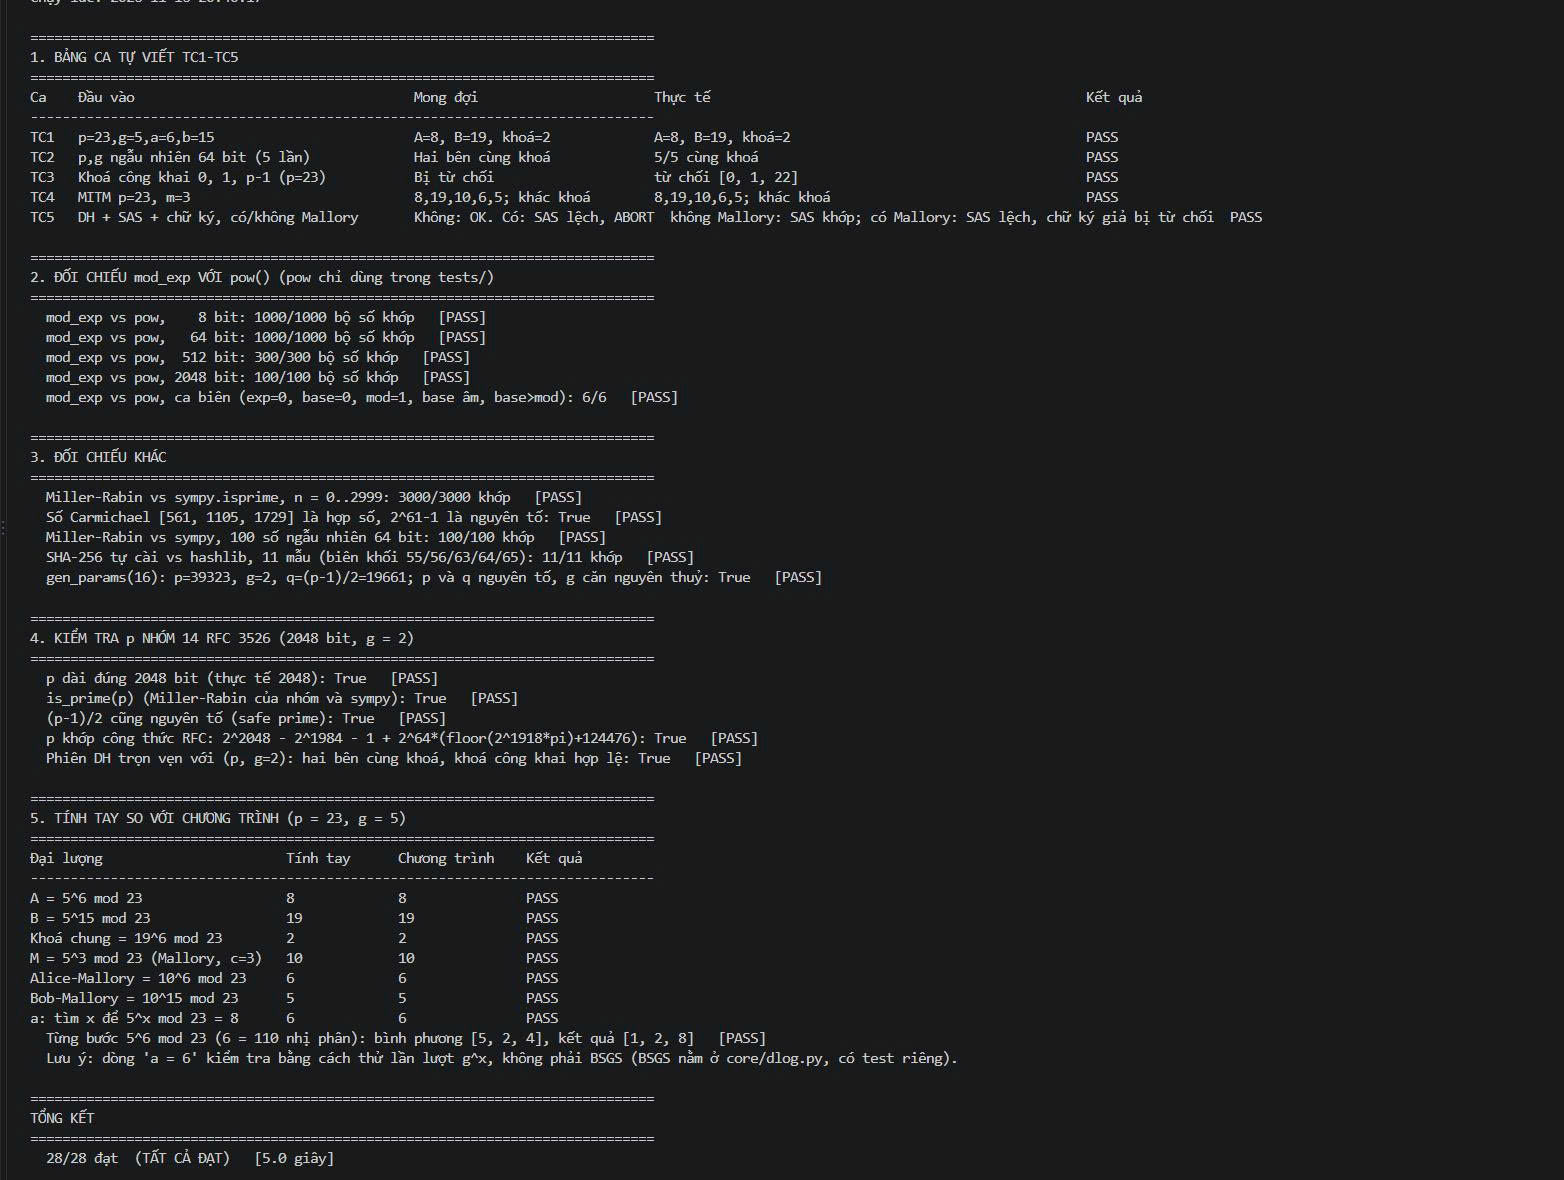 ================================================================================
1. BẢNG CA TỰ VIẾT TC1-TC5
================================================================================
Ca    Đầu vào                                   Mong đợi                      Thực tế                                               Kết quả
--------------------------------------------------------------------------------
TC1   p=23,g=5,a=6,b=15                         A=8, B=19, khoá=2             A=8, B=19, khoá=2                                     PASS
TC2   p,g ngẫu nhiên 64 bit (5 lần)             Hai bên cùng khoá             5/5 cùng khoá                                         PASS
TC3   Khoá công khai 0, 1, p-1 (p=23)           Bị từ chối                    từ chối [0, 1, 22]                                    PASS
TC4   MITM p=23, m=3                            8,19,10,6,5; khác khoá        8,19,10,6,5; khác khoá                                PASS
TC5   DH + SAS + chữ ký, có/không Mallory       Không: OK. Có: SAS lệch, ABORT  không Mallory: SAS khớp; có Mallory: SAS lệch, chữ ký giả bị từ chối  PASS
================================================================================
2. ĐỐI CHIẾU mod_exp VỚI pow() (pow chỉ dùng trong tests/)
================================================================================
mod_exp vs pow,    8 bit: 1000/1000 bộ số khớp   [PASS]
mod_exp vs pow,   64 bit: 1000/1000 bộ số khớp   [PASS]
mod_exp vs pow,  512 bit: 300/300 bộ số khớp   [PASS]
mod_exp vs pow, 2048 bit: 100/100 bộ số khớp   [PASS]
mod_exp vs pow, ca biên (exp=0, base=0, mod=1, base âm, base>mod): 6/6   [PASS]
================================================================================
3. ĐỐI CHIẾU KHÁC
================================================================================
Miller-Rabin vs sympy.isprime, n = 0..2999: 3000/3000 khớp   [PASS]
Số Carmichael [561, 1105, 1729] là hợp số, 2^61-1 là nguyên tố: True   [PASS]
Miller-Rabin vs sympy, 100 số ngẫu nhiên 64 bit: 100/100 khớp   [PASS]
SHA-256 tự cài vs hashlib, 11 mẫu (biên khối 55/56/63/64/65): 11/11 khớp   [PASS]
gen_params(16): p=39323, g=2, q=(p-1)/2=19661; p và q nguyên tố, g căn nguyên thuỷ: True   [PASS]
================================================================================
4. KIỂM TRA p NHÓM 14 RFC 3526 (2048 bit, g = 2)
================================================================================
p dài đúng 2048 bit (thực tế 2048): True   [PASS]
is_prime(p) (Miller-Rabin của nhóm và sympy): True   [PASS]
(p-1)/2 cũng nguyên tố (safe prime): True   [PASS]
p khớp công thức RFC: 2^2048 - 2^1984 - 1 + 2^64*(floor(2^1918*pi)+124476): True   [PASS]
Phiên DH trọn vẹn với (p, g=2): hai bên cùng khoá, khoá công khai hợp lệ: True   [PASS]
================================================================================
5. TÍNH TAY SO VỚI CHƯƠNG TRÌNH (p = 23, g = 5)
================================================================================
Đại lượng                       Tính tay      Chương trình    Kết quả
--------------------------------------------------------------------------------
A = 5^6 mod 23                  8             8               PASS
B = 5^15 mod 23                 19            19              PASS
Khoá chung = 19^6 mod 23        2             2               PASS
M = 5^3 mod 23 (Mallory, c=3)   10            10              PASS
Alice-Mallory = 10^6 mod 23     6             6               PASS
Bob-Mallory = 10^15 mod 23      5             5               PASS
a: tìm x để 5^x mod 23 = 8      6             6               PASS
Từng bước 5^6 mod 23 (6 = 110 nhị phân): bình phương [5, 2, 4], kết quả [1, 2, 8]   [PASS]
Lưu ý: dòng 'a = 6' kiểm tra bằng cách thử lần lượt g^x, không phải BSGS (BSGS nằm ở core/dlog.py, có test riêng).
================================================================================
TỔNG KẾT
================================================================================
28/28 đạt  (TẤT CẢ ĐẠT)   [5.0 giây]